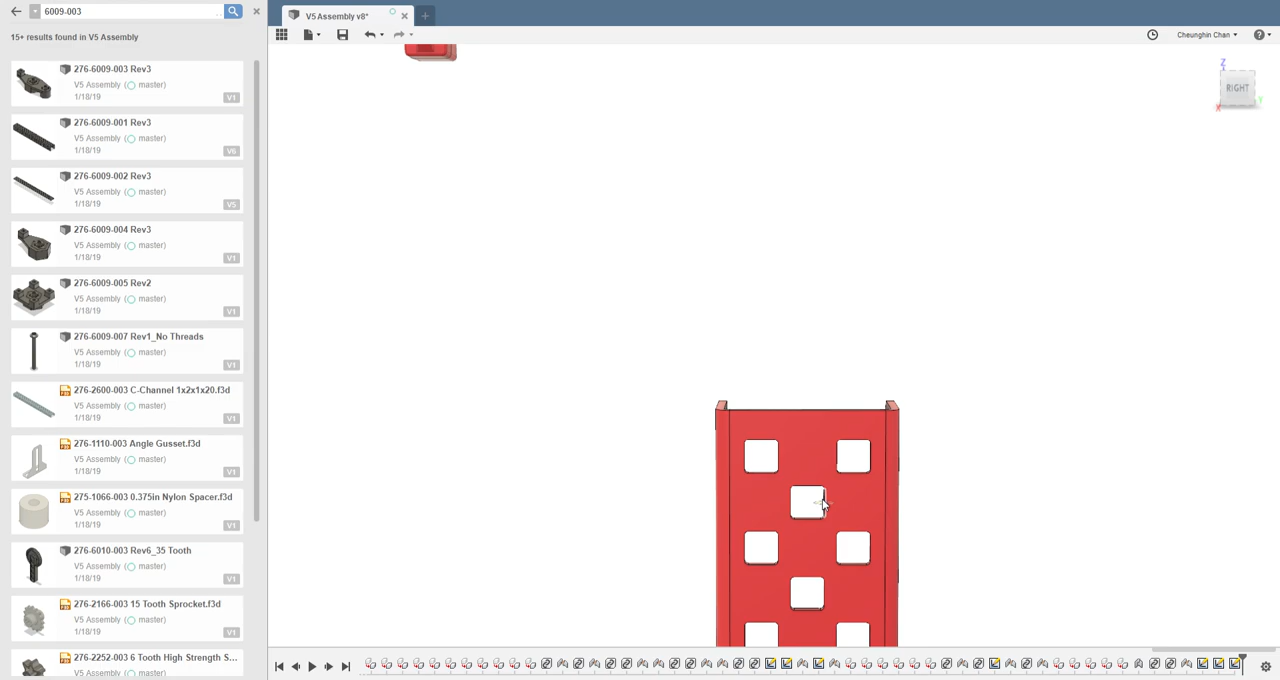 6009-003
15+ results found in V5 Assembly
276-6009-003 Rev3
V5 Assembly ( master)
1/18/19
V1
276-6009-001 Rev3
V5 Assembly ( master)
1/18/19
V6
276-6009-002 Rev3
V5 Assembly ( master)
1/18/19
V5
276-6009-004 Rev3
V5 Assembly ( master)
1/18/19
V1
276-6009-005 Rev2
V5 Assembly ( master)
1/18/19
V1
276-6009-007 Rev1_No Threads
V5 Assembly ( master)
1/18/19
V1
276-2600-003 C-Channel 1x2x1x20.f3d
V5 Assembly ( master)
1/18/19
V1
276-1110-003 Angle Gusset.f3d
V5 Assembly ( master)
1/18/19
V1
275-1066-003 0.375in Nylon Spacer.f3d
V5 Assembly ( master)
1/18/19
V1
276-6010-003 Rev6_35 Tooth
V5 Assembly ( master)
1/18/19
V1
276-2166-003 15 Tooth Sprocket.f3d
V5 Assembly ( master)
1/18/19
V1
276-2252-003 6 Tooth High Strength S...
V5 Assembly ( master)
V5 Assembly v8*
Cheunghin Chan
Z
RIGHT
X
Y